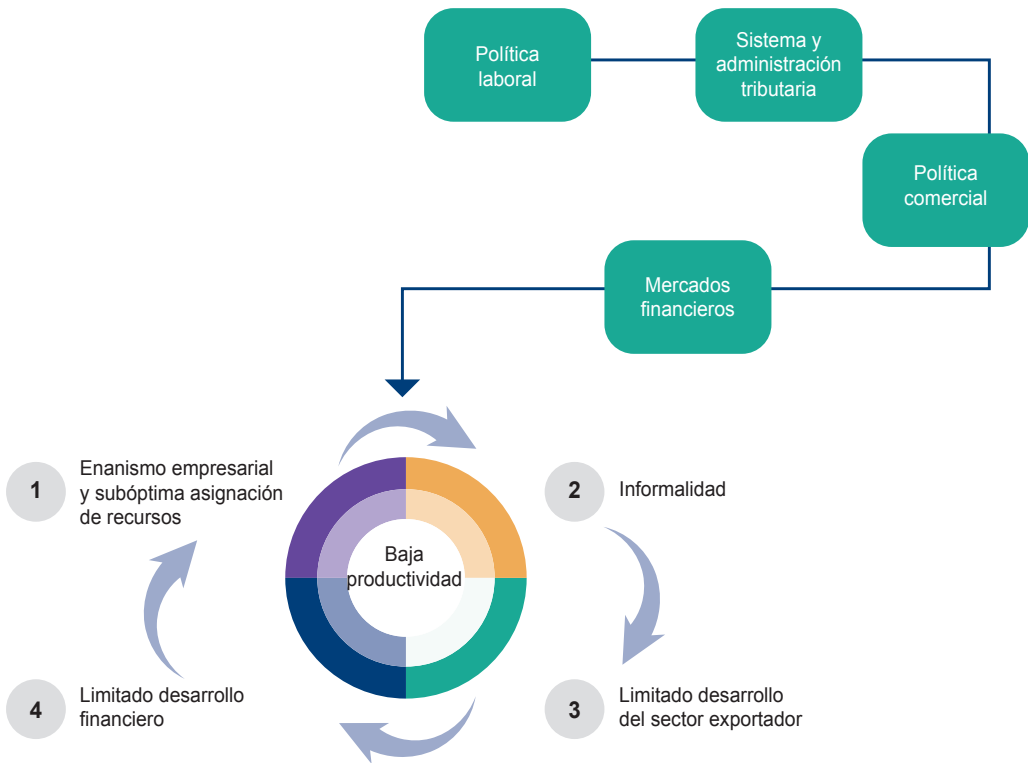 Política
laboral
Sistema y
administración
tributaria
Política
comercial
Mercados
financieros
1
Enanismo empresarial
y subóptima asignación
de recursos
2
Informalidad
Baja
productividad
4
Limitado desarrollo
financiero
3
Limitado desarrollo
del sector exportador